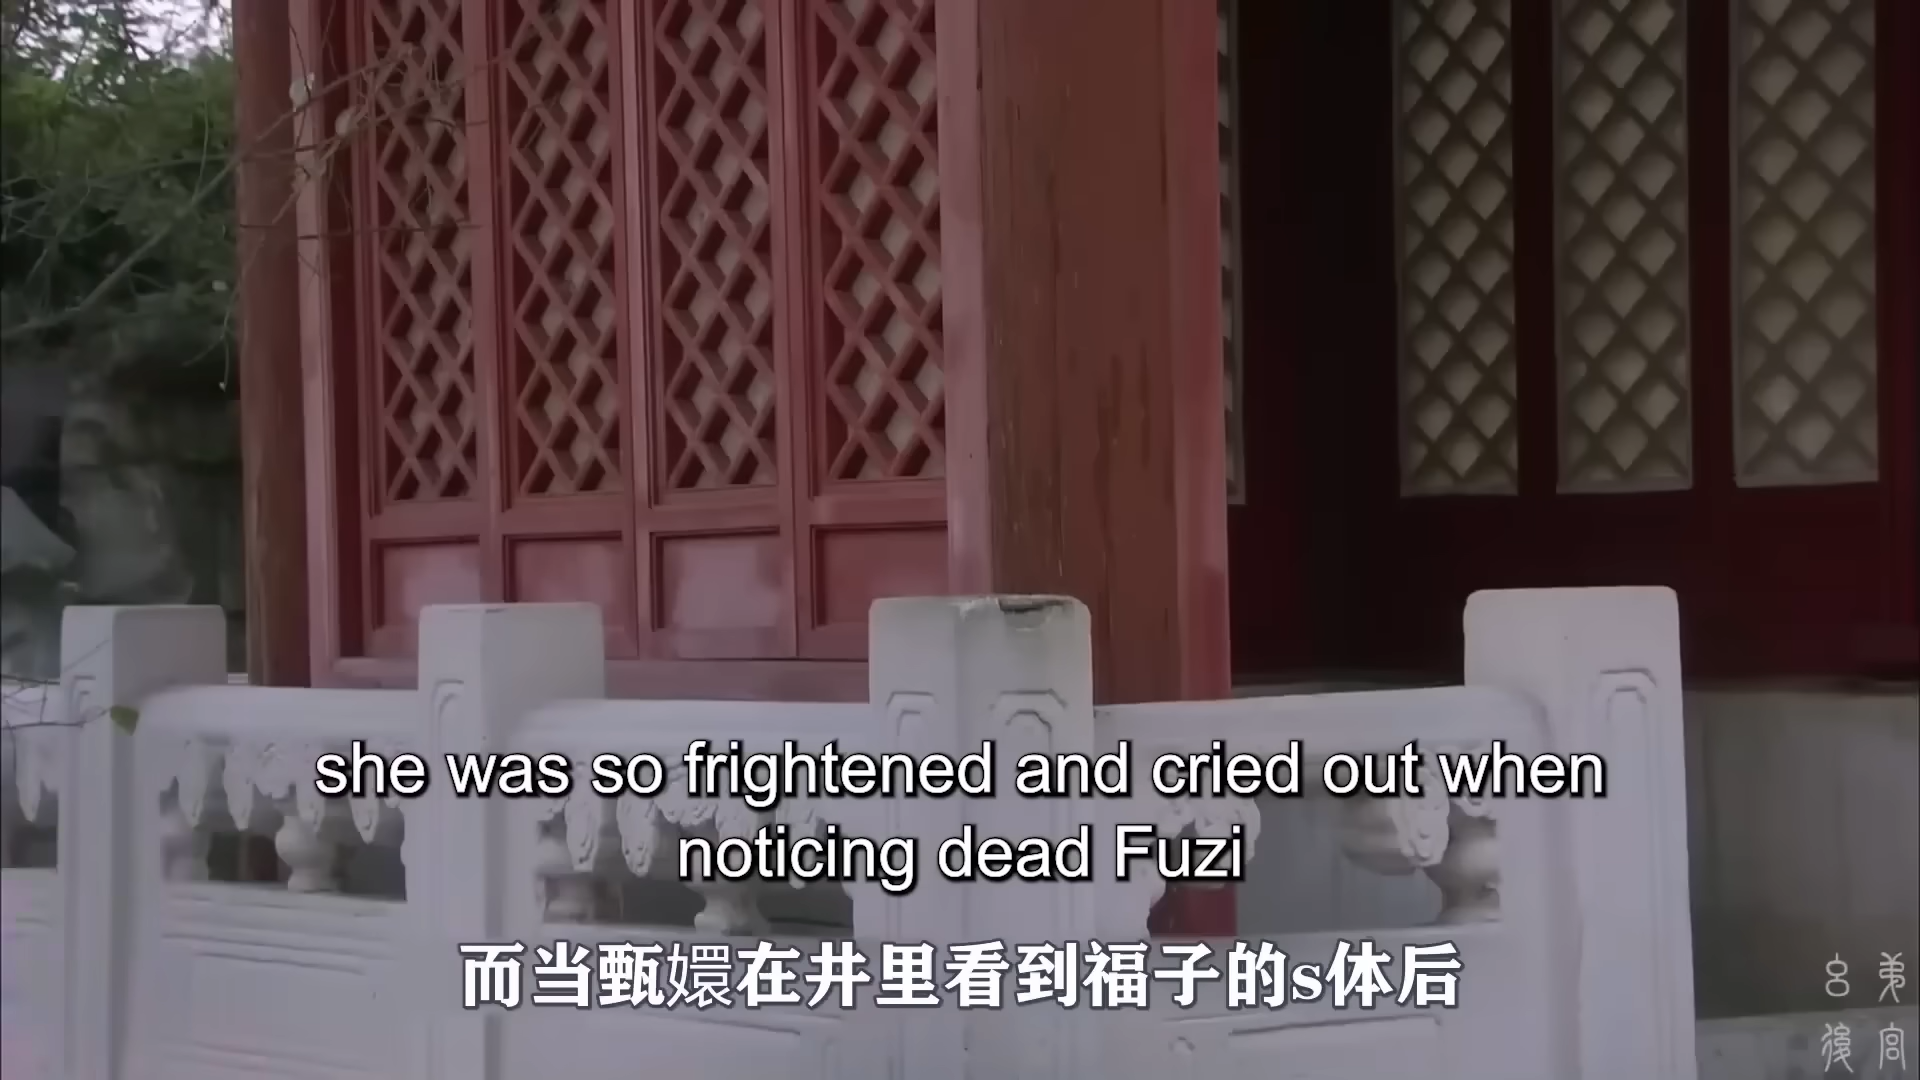 she was so frightened and cried out when
noticing dead Fuzi
而当甄嬛在井里看到福子的s体后